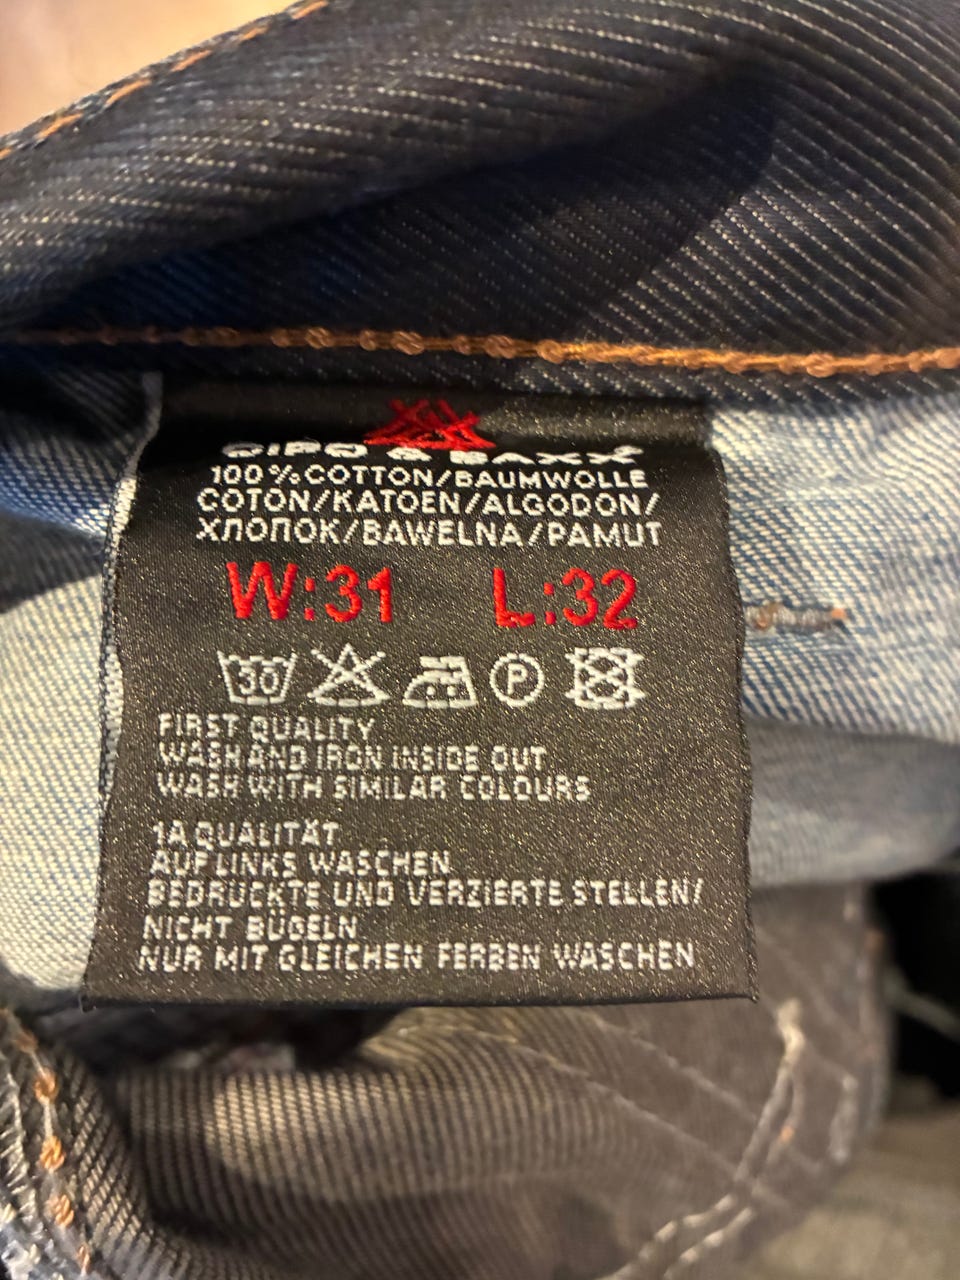 CIPO & BAXX
100%COTTON/BAUMWOLLE
COTON/KATOEN/ALGODON/
ХЛОПОК/BAWELNA/PAMUT
W:31 L:32
30 P
FIRST QUALITY
WASH AND IRON INSIDE OUT
WASH WITH SIMILAR COLOURS
1A QUALITÄT
AUF LINKS WASCHEN
BEDRUCKTE UND VERZIERTE STELLEN/
NICHT BÜGELN
NUR MIT GLEICHEN FERBEN WASCHEN